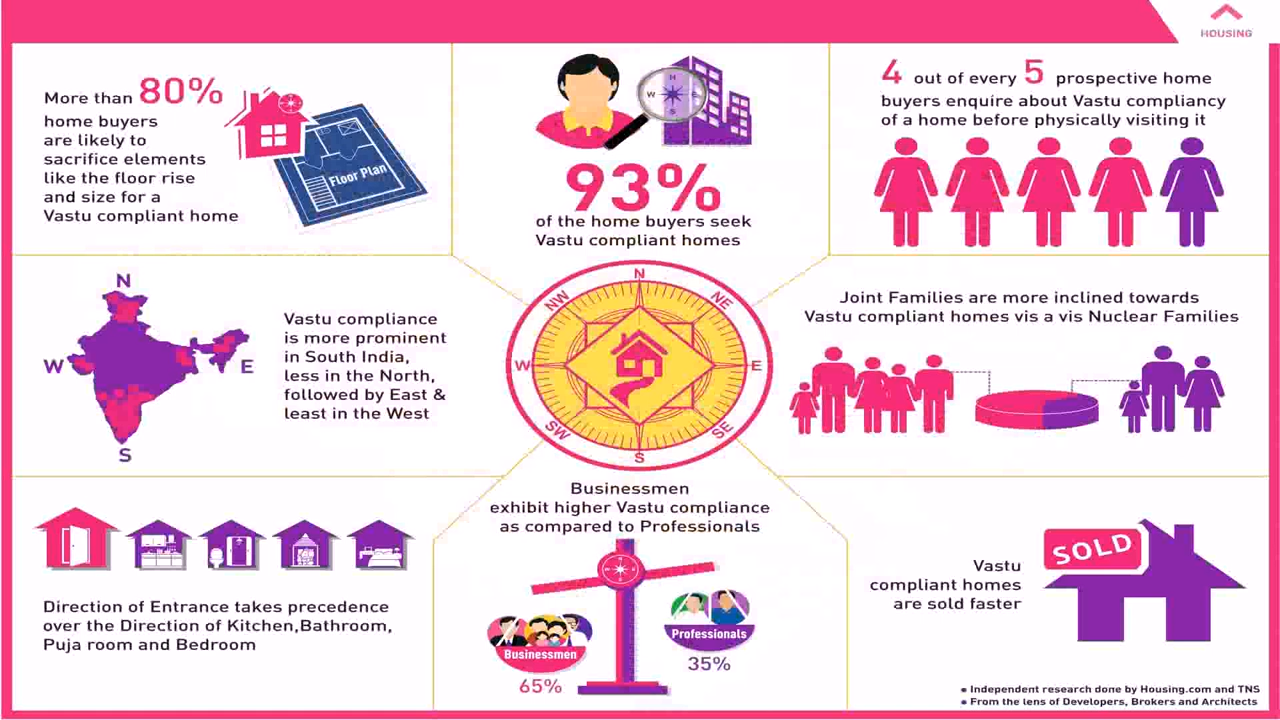 HOUSING
More than 80%
home buyers
are likely to
sacrifice elements
like the floor rise
and size for a
Vastu compliant home
Floor Plan
N
W
S
93%
of the home buyers seek
Vastu compliant homes
4 out of every 5 prospective home
buyers enquire about Vastu compliancy
of a home before physically visiting it
N
W E
S
Vastu compliance
is more prominent
in South India,
less in the North,
followed by East &
least in the West
N
NW NE
W E
SW SE
S
Joint Families are more inclined towards
Vastu compliant homes vis a vis Nuclear Families
Direction of Entrance takes precedence
over the Direction of Kitchen,Bathroom,
Puja room and Bedroom
Businessmen
exhibit higher Vastu compliance
as compared to Professionals
Businessmen
65%
Professionals
35%
Vastu
compliant homes
are sold faster
SOLD
• Independent research done by Housing.com and TNS
• From the lens of Developers, Brokers and Architects